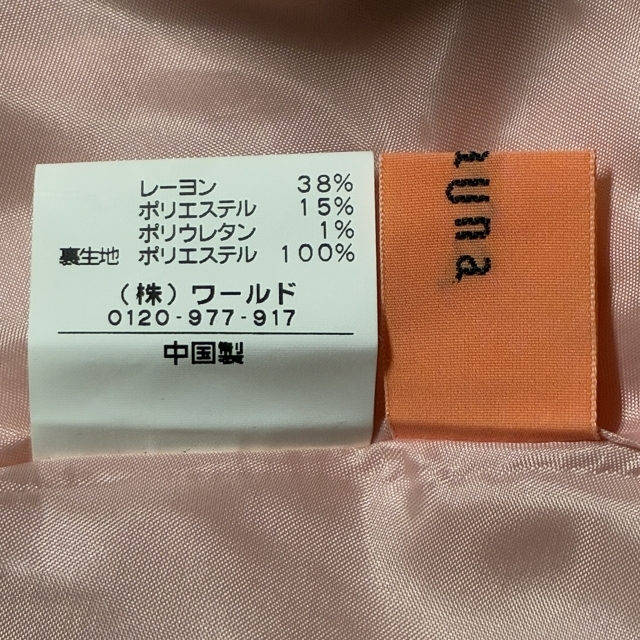 レーヨン 38%
ポリエステル 15%
ポリウレタン 1%
裏生地 ポリエステル 100%
(株)ワールド
0120-977-917
中国製
auna